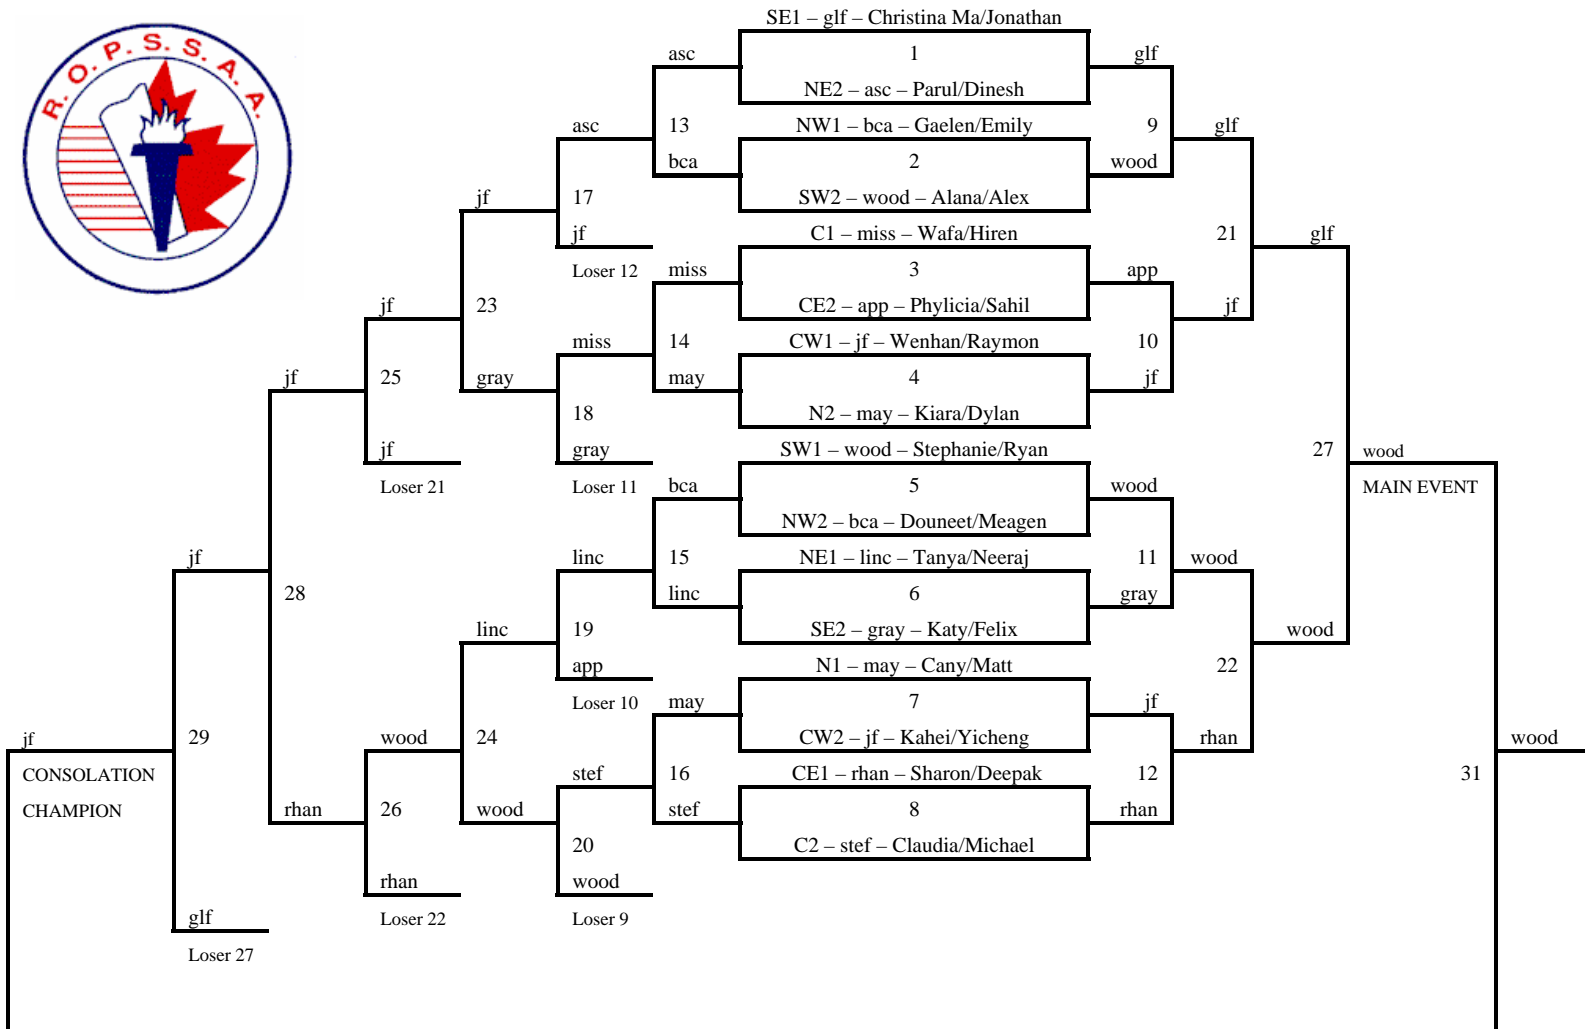 SE1 – glf – Christina Ma/Jonathan
R. O. P. S. S. A. A.
asc 1 glf
NE2 – asc – Parul/Dinesh
asc 13 NW1 – bca – Gaelen/Emily 9 glf
bca 2 wood
jf 17 SW2 – wood – Alana/Alex
jf C1 – miss – Wafa/Hiren 21 glf
Loser 12 miss 3 app
jf 23 CE2 – app – Phylicia/Sahil jf
miss 14 CW1 – jf – Wenhan/Raymon 10
jf 25 gray may 4 jf
18 N2 – may – Kiara/Dylan
jf gray SW1 – wood – Stephanie/Ryan 27 wood
Loser 21 Loser 11 bca 5 wood MAIN EVENT
NW2 – bca – Douneet/Meagen
jf linc 15 NE1 – linc – Tanya/Neeraj 11 wood
28 linc 6 gray
linc 19 SE2 – gray – Katy/Felix wood
app N1 – may – Cany/Matt 22
Loser 10 may 7 jf
jf 29 wood 24 CW2 – jf – Kahei/Yicheng rhan wood
CONSOLATION stef 16 CE1 – rhan – Sharon/Deepak 12 31
CHAMPION rhan 26 wood stef 8 rhan
20 C2 – stef – Claudia/Michael
rhan wood
glf Loser 22 Loser 9
Loser 27